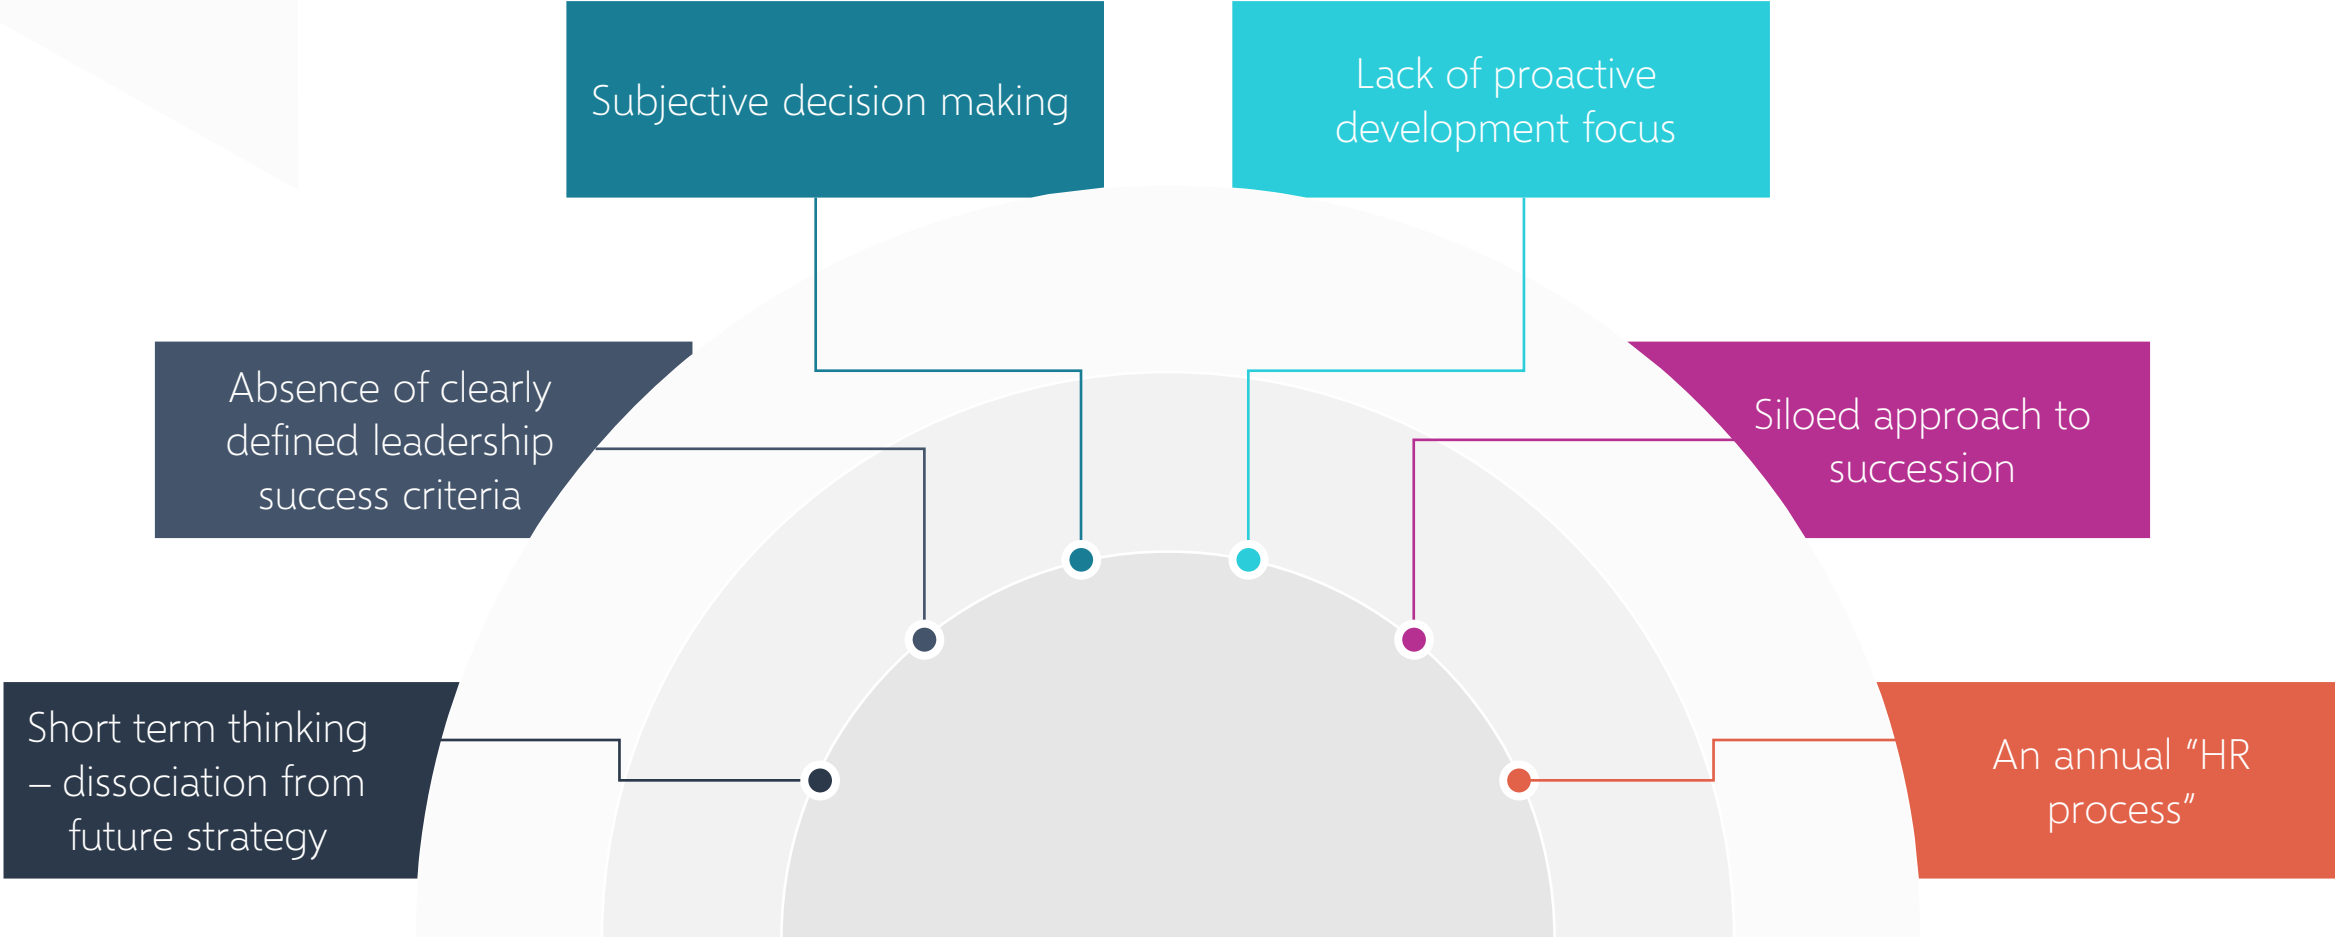 Subjective decision making
Lack of proactive
development focus
Absence of clearly
defined leadership
success criteria
Siloed approach to
succession
Short term thinking
– dissociation from
future strategy
An annual “HR
process”